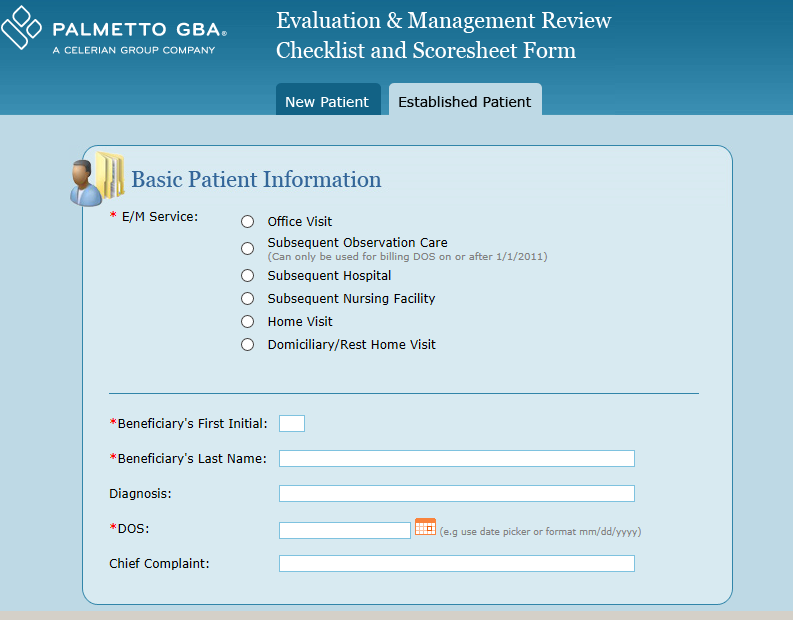 PALMETTO GBA®
A CELERIAN GROUP COMPANY
Evaluation & Management Review
Checklist and Scoresheet Form
New Patient
Established Patient
Basic Patient Information
* E/M Service:
Office Visit
Subsequent Observation Care
(Can only be used for billing DOS on or after 1/1/2011)
Subsequent Hospital
Subsequent Nursing Facility
Home Visit
Domiciliary/Rest Home Visit
*Beneficiary's First Initial:
*Beneficiary's Last Name:
Diagnosis:
*DOS:
(e.g use date picker or format mm/dd/yyyy)
Chief Complaint: